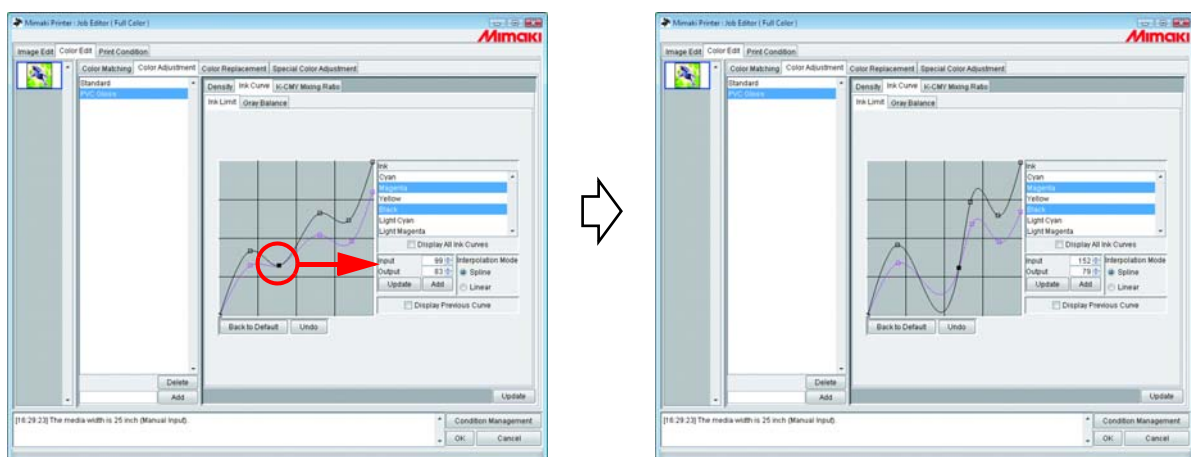 Mimaki Printer : Job Editor ( Full Color )
Mimaki
Image Edit Color Edit Print Condition
Color Matching Color Adjustment Color Replacement Special Color Adjustment
Standard
PVC Glossy
Density Ink Curve K-CMY Mixing Ratio
Ink Limit Gray Balance
Ink
Cyan
Magenta
Yellow
Black
Light Cyan
Light Magenta
Display All Ink Curves
Input 99 Interpolation Mode
Output 83 Spline
Update Add Linear
Display Previous Curve
Back to Default Undo
Delete
Add
Update
[16:29:23] The media width is 25 inch (Manual Input).
Condition Management
OK Cancel
Mimaki Printer : Job Editor ( Full Color )
Mimaki
Image Edit Color Edit Print Condition
Color Matching Color Adjustment Color Replacement Special Color Adjustment
Standard
PVC Glossy
Density Ink Curve K-CMY Mixing Ratio
Ink Limit Gray Balance
Ink
Cyan
Magenta
Yellow
Black
Light Cyan
Light Magenta
Display All Ink Curves
Input 152 Interpolation Mode
Output 79 Spline
Update Add Linear
Display Previous Curve
Back to Default Undo
Delete
Add
Update
[16:29:23] The media width is 25 inch (Manual Input).
Condition Management
OK Cancel